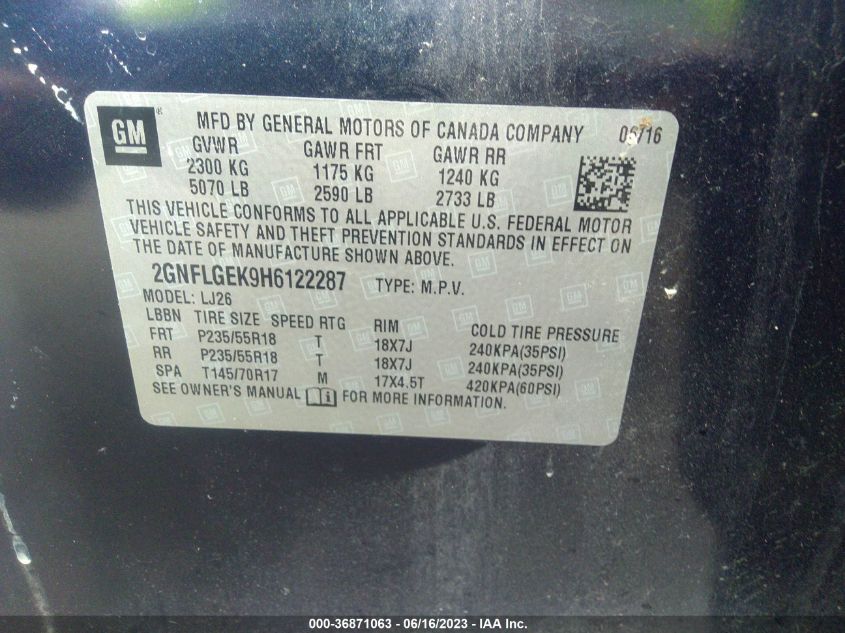 GM ®
MFD BY GENERAL MOTORS OF CANADA COMPANY 06/16
GVWR GAWR FRT GAWR RR
2300 KG 1175 KG 1240 KG
5070 LB 2590 LB 2733 LB
THIS VEHICLE CONFORMS TO ALL APPLICABLE U.S. FEDERAL MOTOR
VEHICLE SAFETY AND THEFT PREVENTION STANDARDS IN EFFECT ON
THE DATE OF MANUFACTURE SHOWN ABOVE.
2GNFLGEK9H6122287 TYPE: M.P.V.
MODEL: LJ26
LBBN TIRE SIZE SPEED RTG RIM COLD TIRE PRESSURE
FRT P235/55R18 T 18X7J 240KPA(35PSI)
RR P235/55R18 T 18X7J 240KPA(35PSI)
SPA T145/70R17 M 17X4.5T 420KPA(60PSI)
SEE OWNER'S MANUAL i FOR MORE INFORMATION.
000-36871063 - 06/16/2023 - IAA Inc.